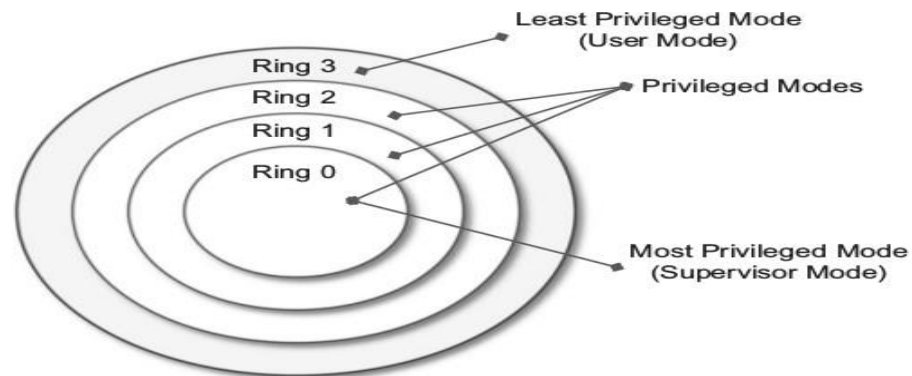 Least Privileged Mode
(User Mode)
Ring 3
Ring 2
Privileged Modes
Ring 1
Ring 0
Most Privileged Mode
(Supervisor Mode)